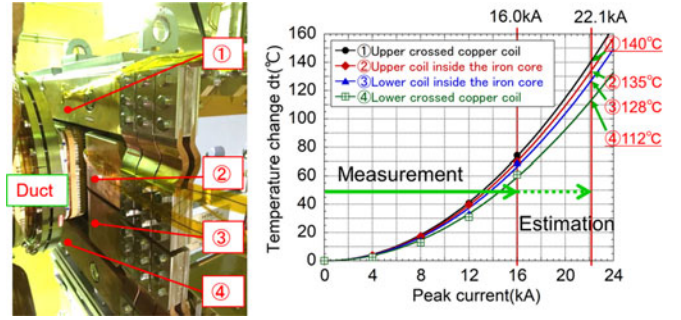 ①
②
Duct
③
④
16.0kA
22.1kA
Temperature change dt(℃)
160
140
120
100
80
60
40
20
0
①Upper crossed copper coil
②Upper coil inside the iron core
③Lower coil inside the iron core
④Lower crossed copper coil
①140℃
②135℃
③128℃
④112℃
Measurement
Estimation
0
4
8
12
16
20
24
Peak current(kA)